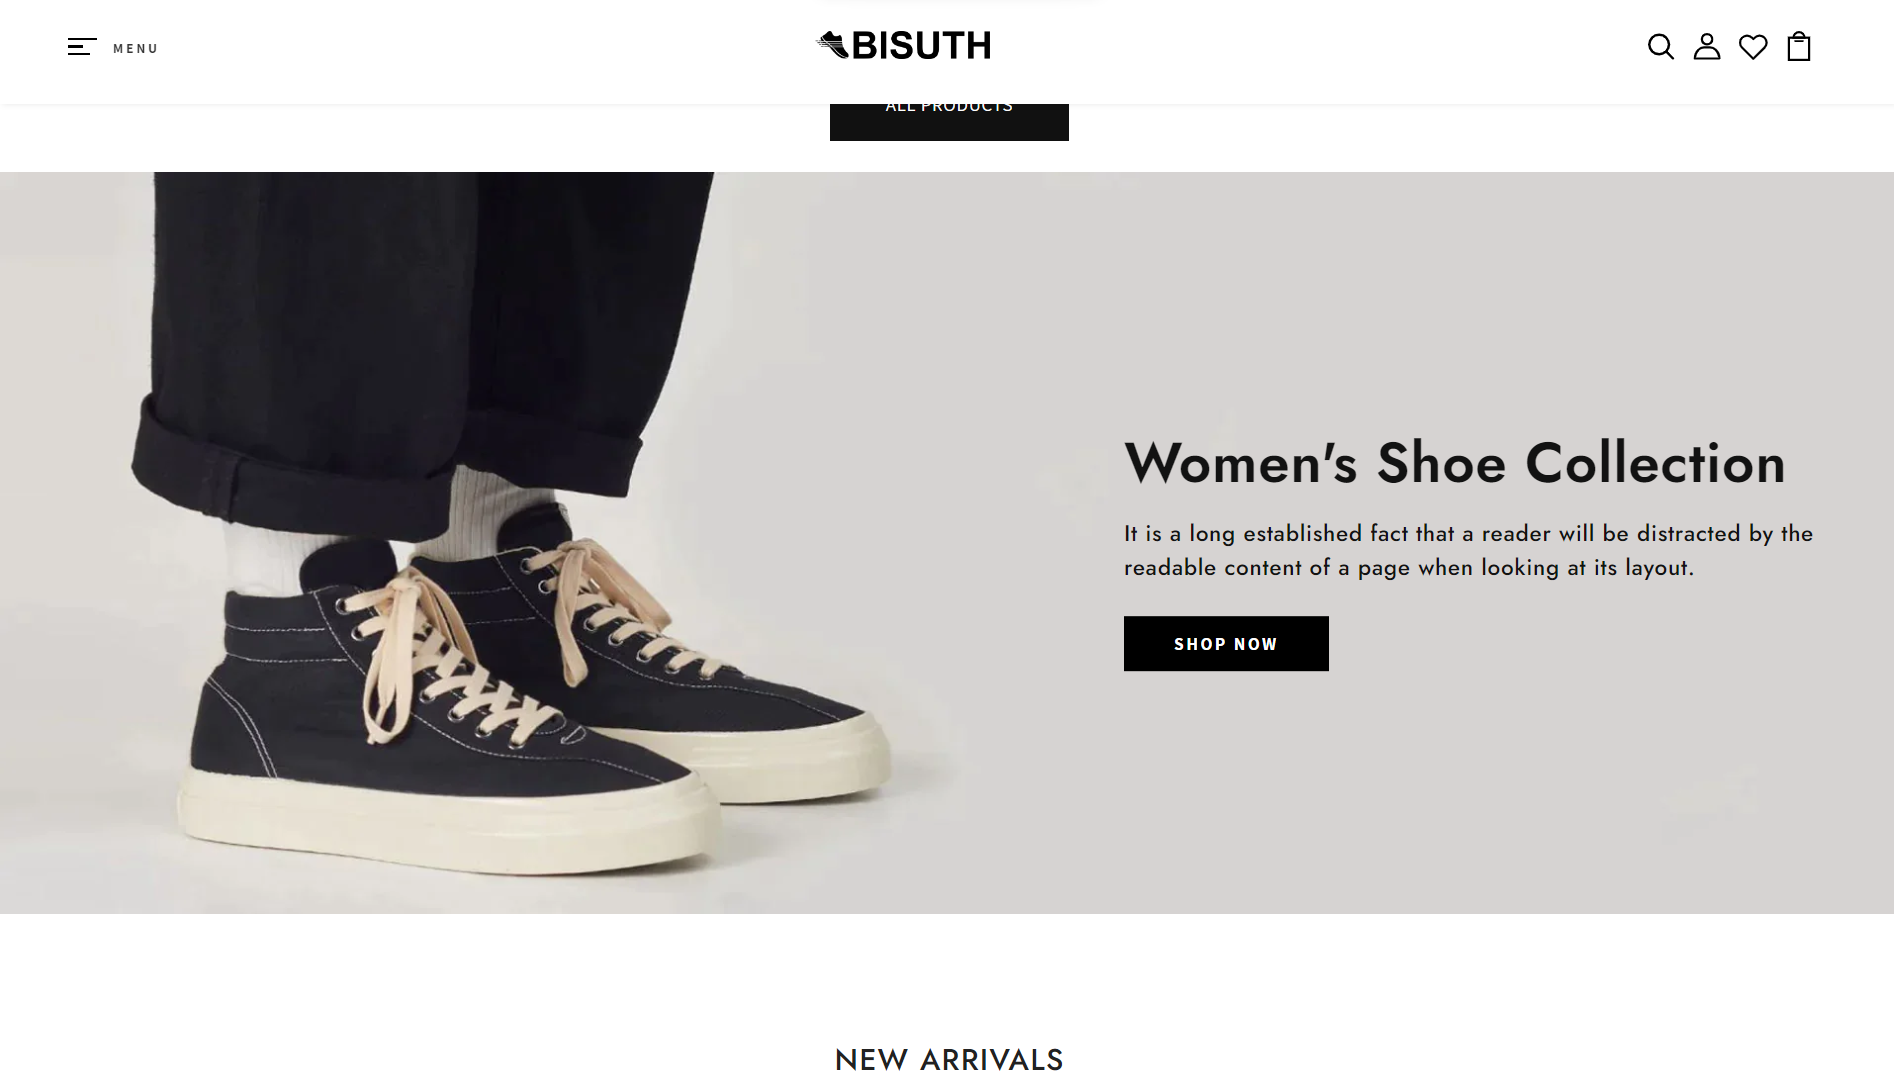 MENU
BISUTH
ALL PRODUCTS
Women's Shoe Collection
It is a long established fact that a reader will be distracted by the
readable content of a page when looking at its layout.
SHOP NOW
NEW ARRIVALS